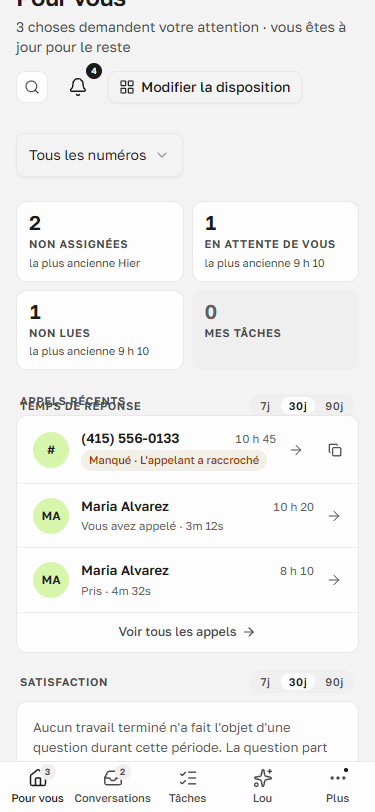 Pour vous
3 choses demandent votre attention · vous êtes à
jour pour le reste
4
Modifier la disposition
Tous les numéros
2
NON ASSIGNÉES
la plus ancienne Hier
1
EN ATTENTE DE VOUS
la plus ancienne 9 h 10
1
NON LUES
la plus ancienne 9 h 10
0
MES TÂCHES
APPELS RÉCENTS
TEMPS DE RÉPONSE
7j 30j 90j
#
(415) 556-0133
10 h 45
Manqué · L'appelant a raccroché
MA
Maria Alvarez
10 h 20
Vous avez appelé · 3m 12s
MA
Maria Alvarez
8 h 10
Pris · 4m 32s
Voir tous les appels
SATISFACTION
7j 30j 90j
Aucun travail terminé n'a fait l'objet d'une
question durant cette période. La question part
3
2
Pour vous Conversations Tâches Lou Plus